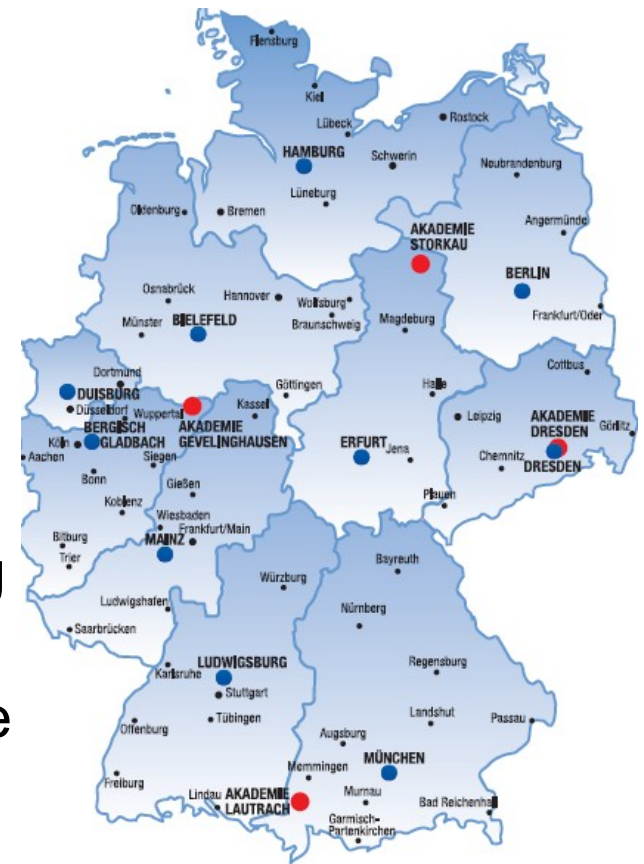 Flensburg
Kiel
Lübeck
Rostock
HAMBURG
Schwerin
Neubrandenburg
Lüneburg
Oldenburg
Bremen
Angermünde
AKADEMIE
STORKAU
BERLIN
Osnabrück
Hannover
Wolfsburg
Braunschweig
Frankfurt/Oder
Münster
BIELEFELD
Magdeburg
Cottbus
Dortmund
DUISBURG
Göttingen
Halle
Düsseldorf
Wuppertal
Kassel
AKADEMIE
GEVELINGHAUSEN
Leipzig
AKADEMIE
DRESDEN
Görlitz
BERGISCH
GLADBACH
Köln
ERFURT
Jena
Aachen
Siegen
Chemnitz
DRESDEN
Bonn
Gießen
Koblenz
Plauen
Wiesbaden
Frankfurt/Main
Bitburg
MAINZ
Trier
Bayreuth
g
Würzburg
Ludwigshafen
Nürnberg
Saarbrücken
LUDWIGSBURG
Karlsruhe
Regensburg
Stuttgart
e
Offenburg
Tübingen
Landshut
Passau
Augsburg
MÜNCHEN
Memmingen
Freiburg
Lindau
AKADEMIE
LAUTRACH
Murnau
Bad Reichenhall
Garmisch-
Partenkirchen